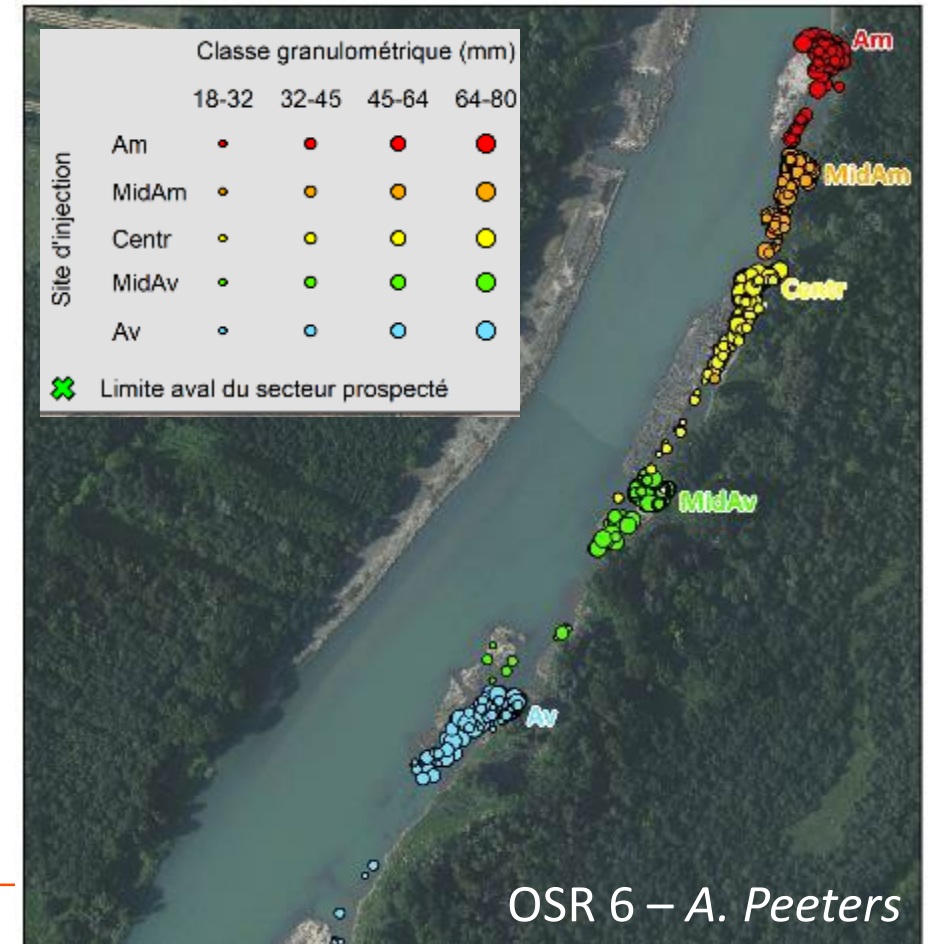 Classe granulométrique (mm)
18-32 32-45 45-64 64-80
Site d'injection
Am
MidAm
Centr
MidAv
Av
Limite aval du secteur prospecté
Am
MidAm
Centr
MidAv
Av
OSR 6 – A. Peeters